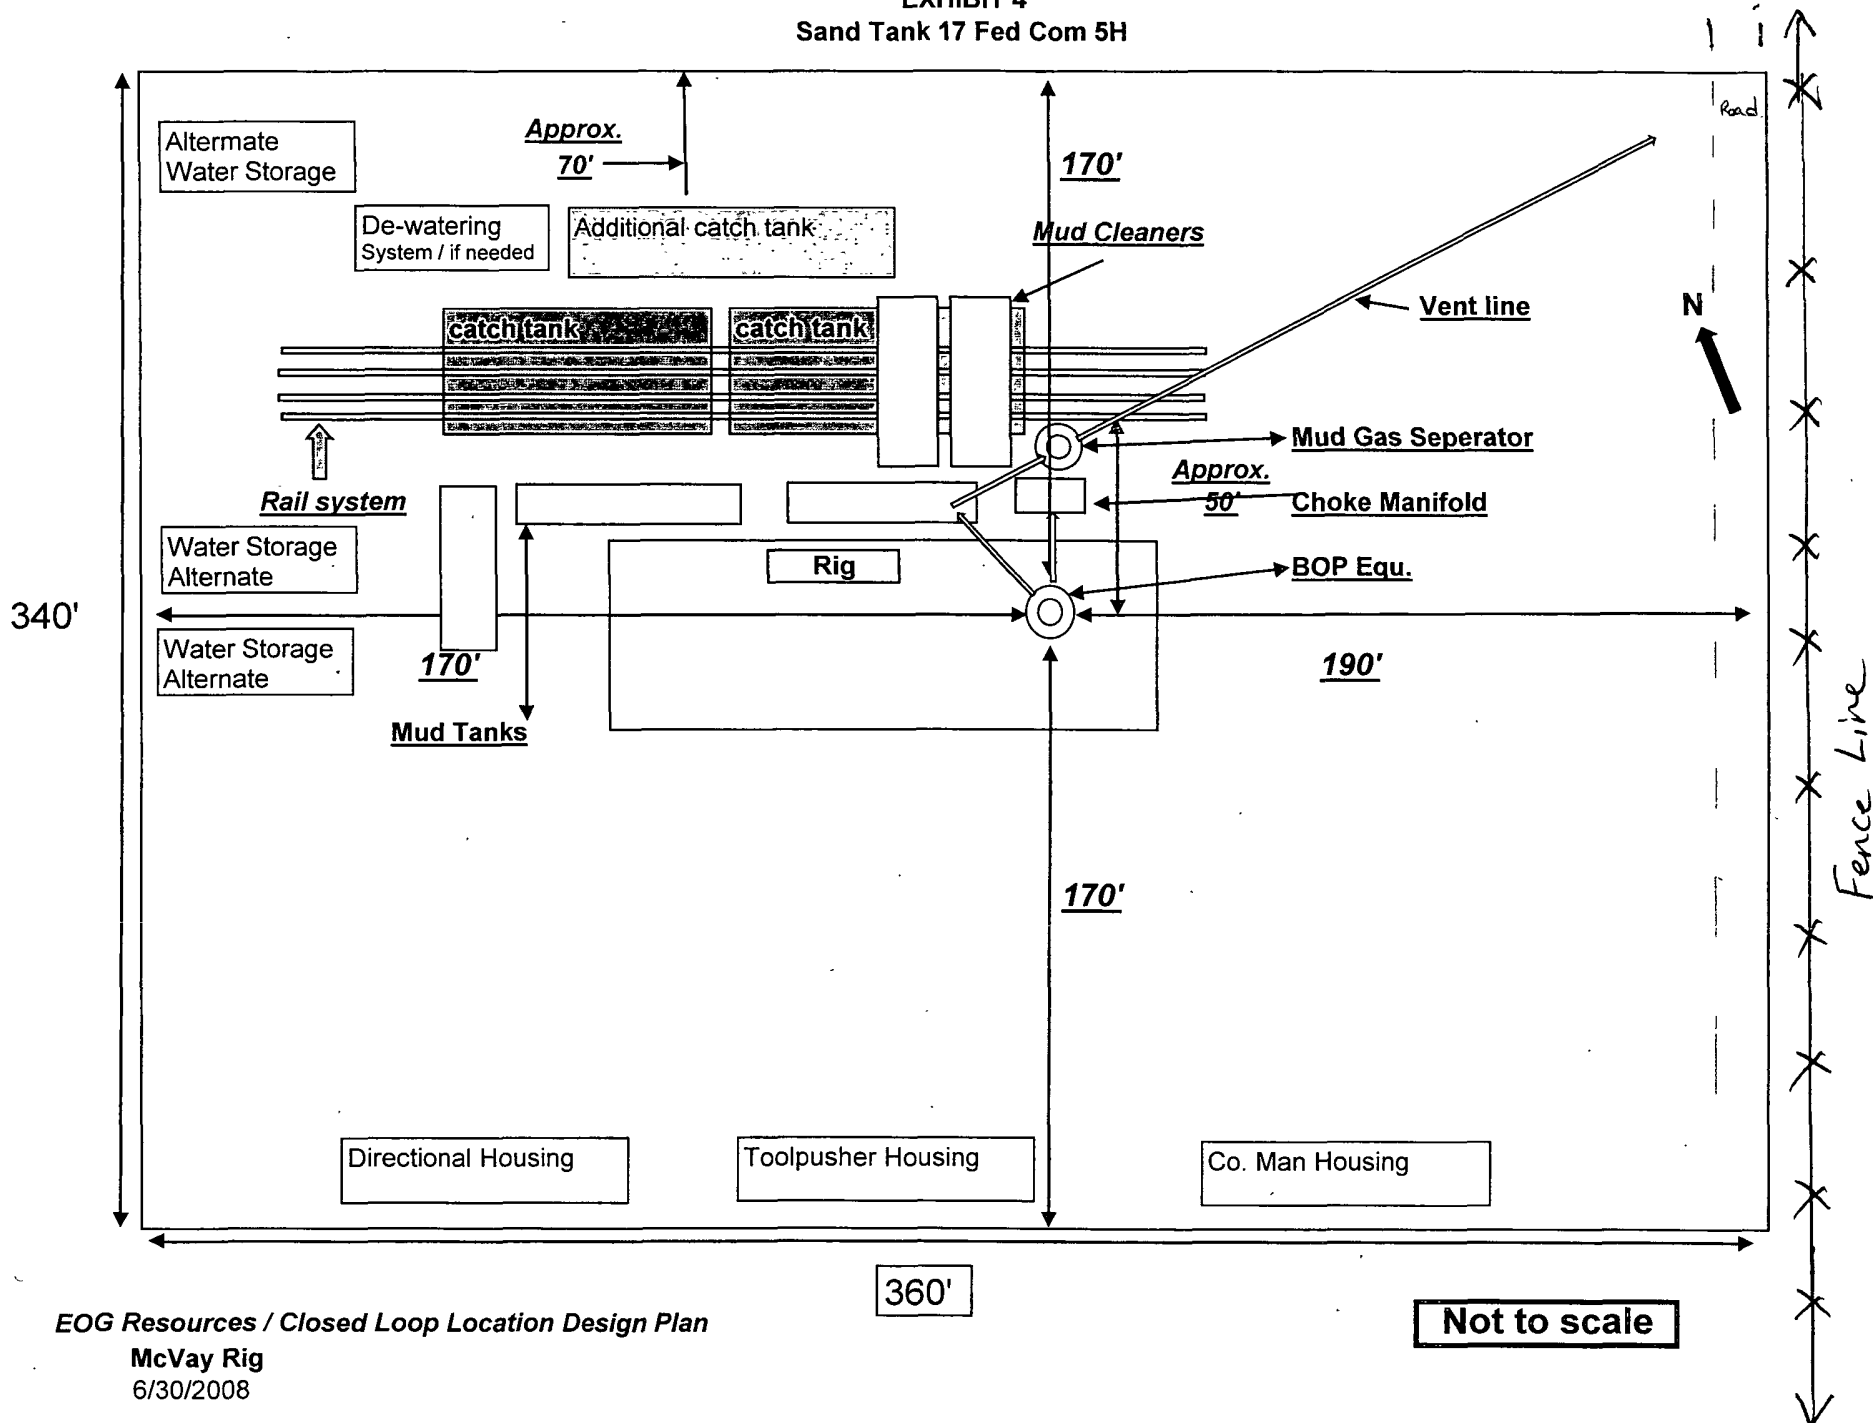 EXHIBIT 4
Sand Tank 17 Fed Com 5H
Road
Altermate
Water Storage
Approx.
70'
170'
De-watering
System / if needed
Additional catch tank
Mud Cleaners
Vent line
N
catch tank
catch tank
Mud Gas Seperator
Approx.
50'
Rail system
Choke Manifold
Water Storage
Alternate
Rig
BOP Equ.
340'
Water Storage
Alternate
170'
190'
Mud Tanks
Fence Line
170'
Directional Housing
Toolpusher Housing
Co. Man Housing
360'
EOG Resources / Closed Loop Location Design Plan
McVay Rig
6/30/2008
Not to scale